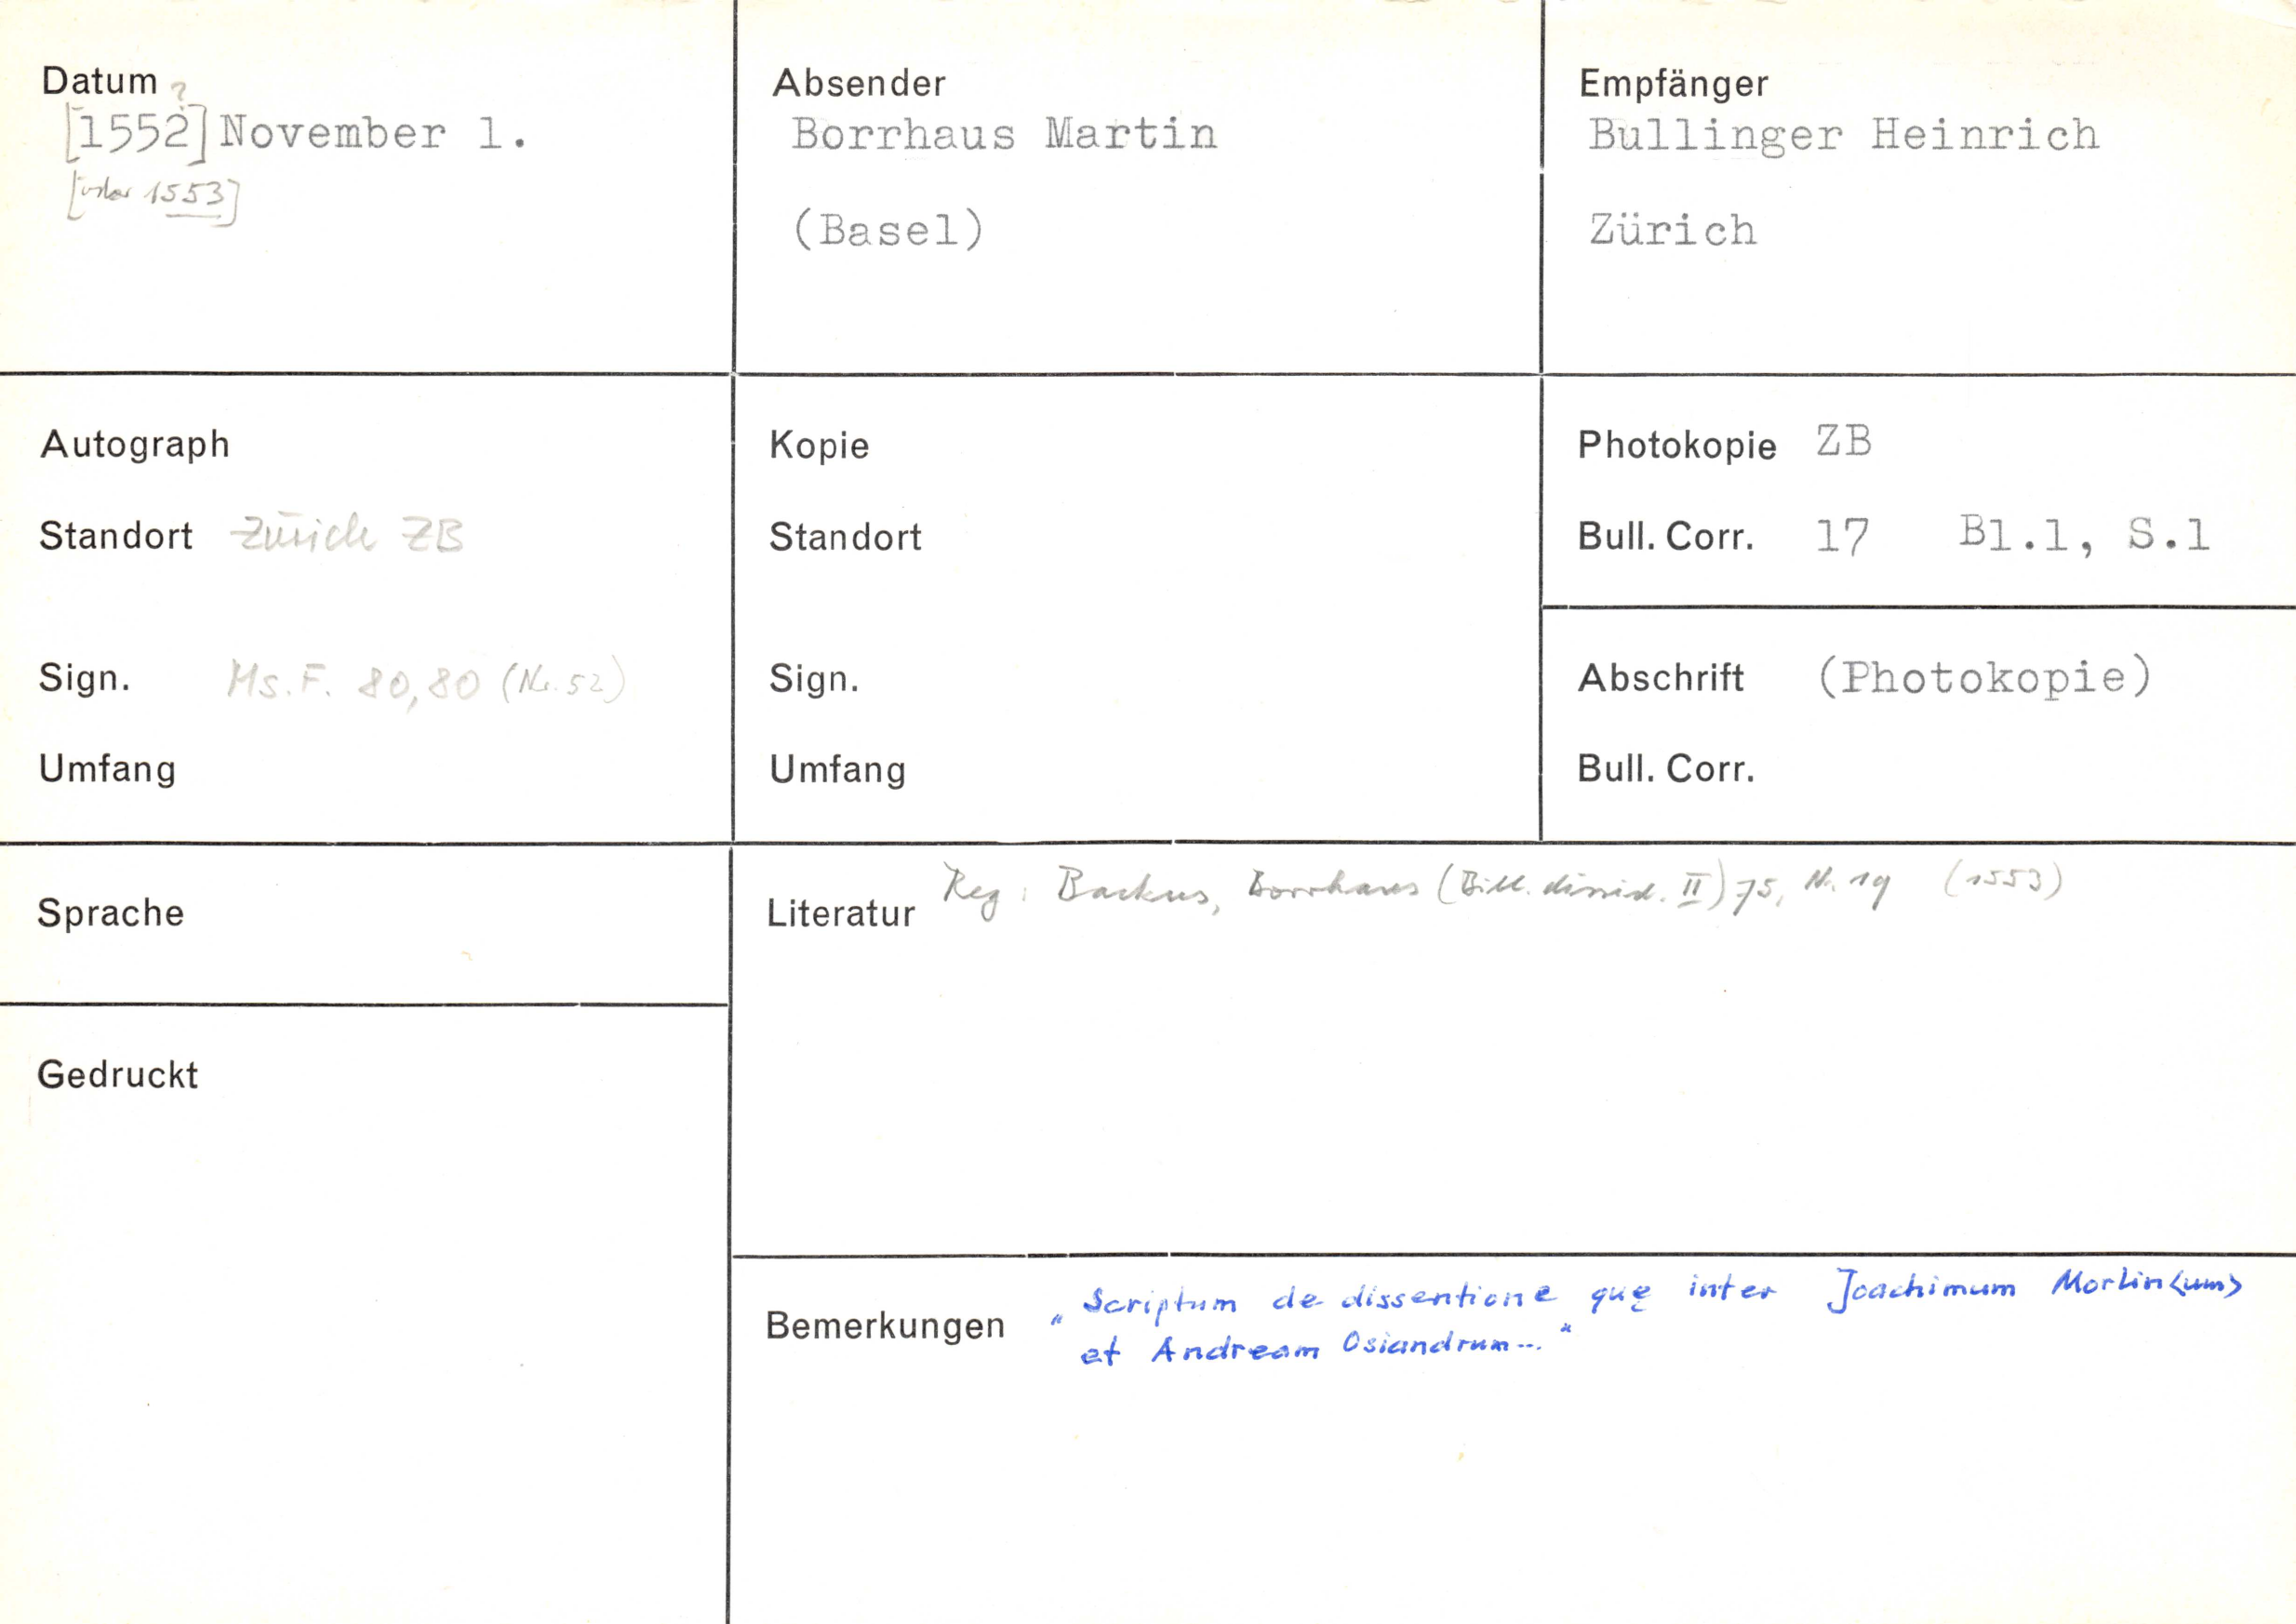 Datum
[1552?] November 1.
[oder 1553]
Absender
Borrhaus Martin
(Basel)
Empfänger
Bullinger Heinrich
Zürich
Autograph
Standort Zürich ZB
Sign. Ms. F. 80,80 (Nr. 52)
Umfang
Kopie
Standort
Sign.
Umfang
Photokopie ZB
Bull. Corr. 17 Bl.1, S.1
Abschrift (Photokopie)
Bull. Corr.
Sprache
Literatur Reg: Backus, Borrhaus (Bibl. dissid. II) 75, Nr. 19 (1553)
Gedruckt
Bemerkungen "Scriptum de dissentione quę inter Joachimum Morlin<um>
et Andream Osiandrum..."